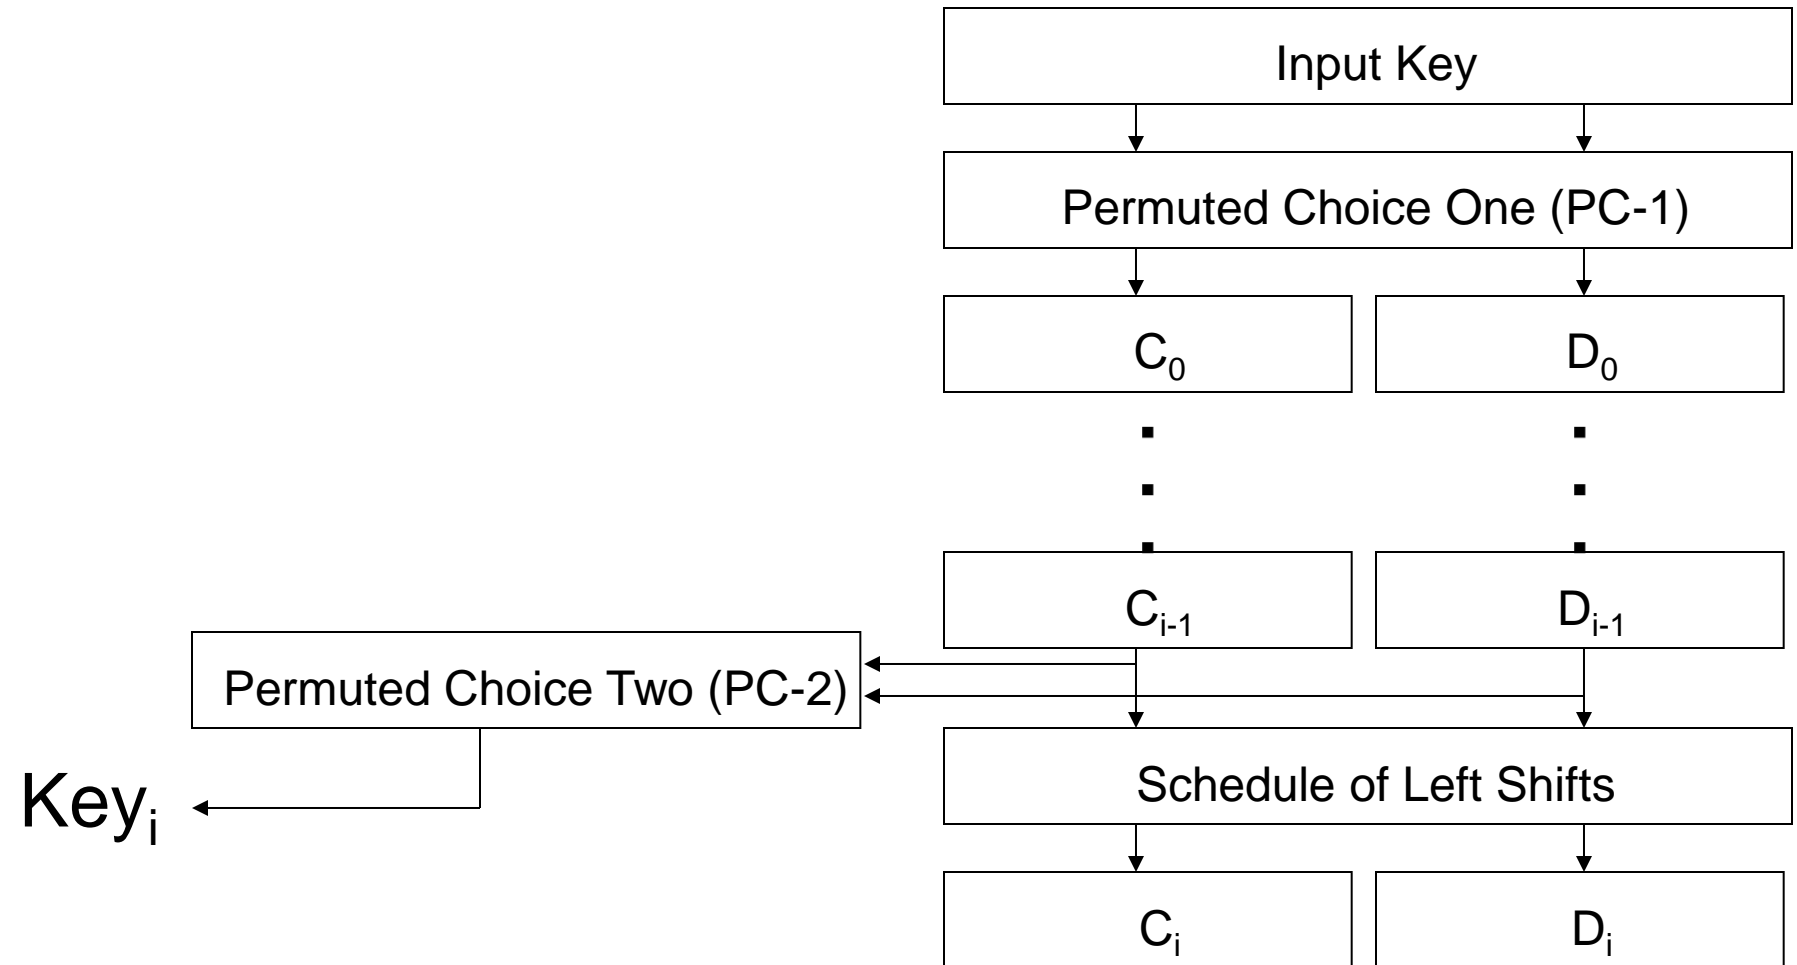 Input Key
Permuted Choice One (PC-1)
C₀ D₀
Cᵢ₋₁ Dᵢ₋₁
Permuted Choice Two (PC-2)
Schedule of Left Shifts
Keyᵢ
Cᵢ Dᵢ